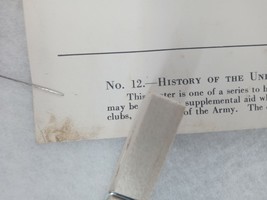 No. 12.—History of the Uni
This ter is one of a series to h
may be supplemental aid wh
clubs, of the Army. The